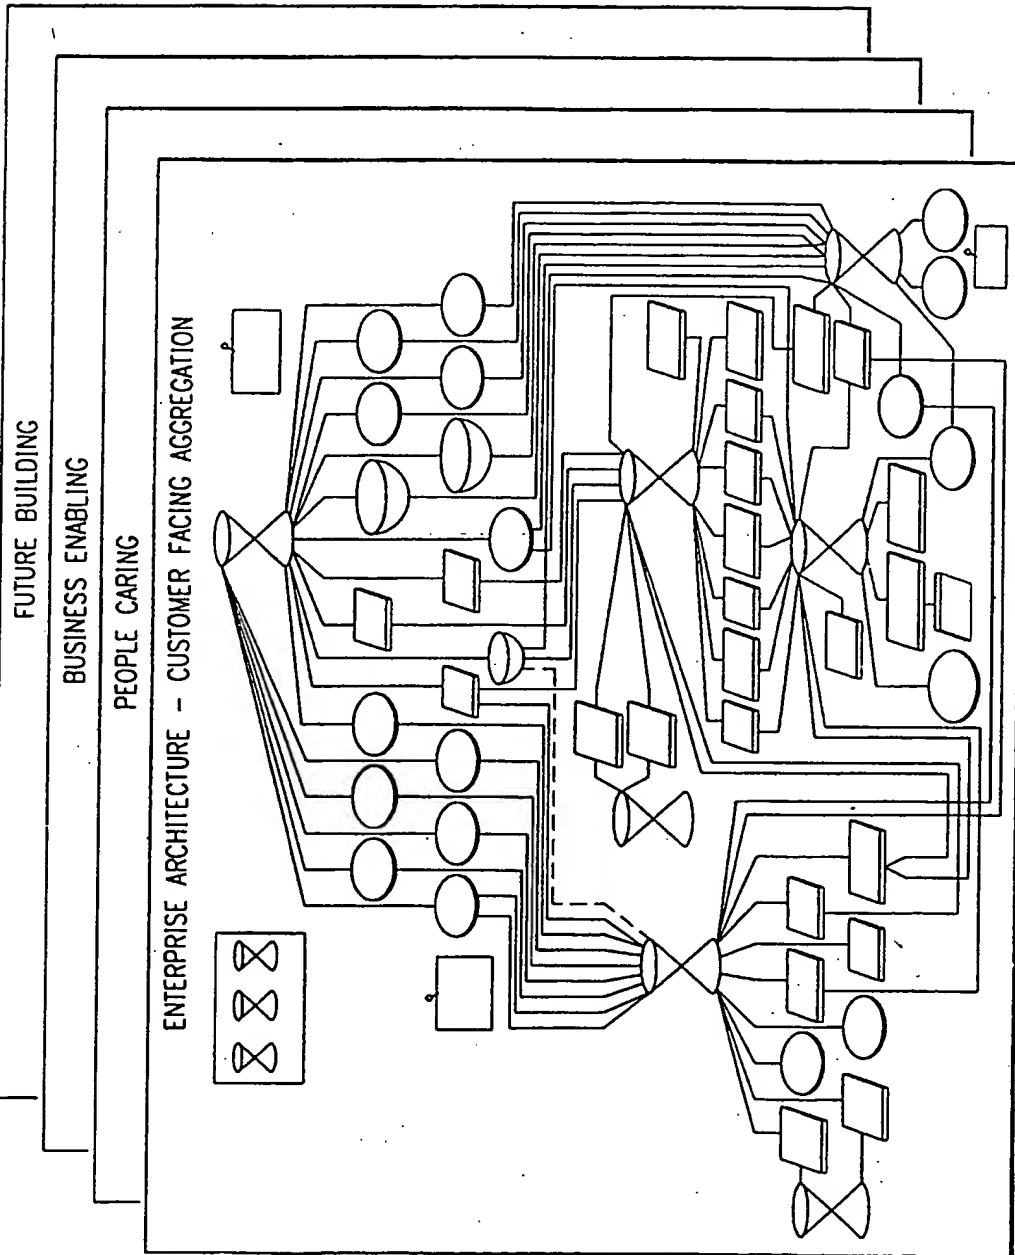 FUTURE BUILDING
BUSINESS ENABLING
PEOPLE CARING
ENTERPRISE ARCHITECTURE - CUSTOMER FACING AGGREGATION